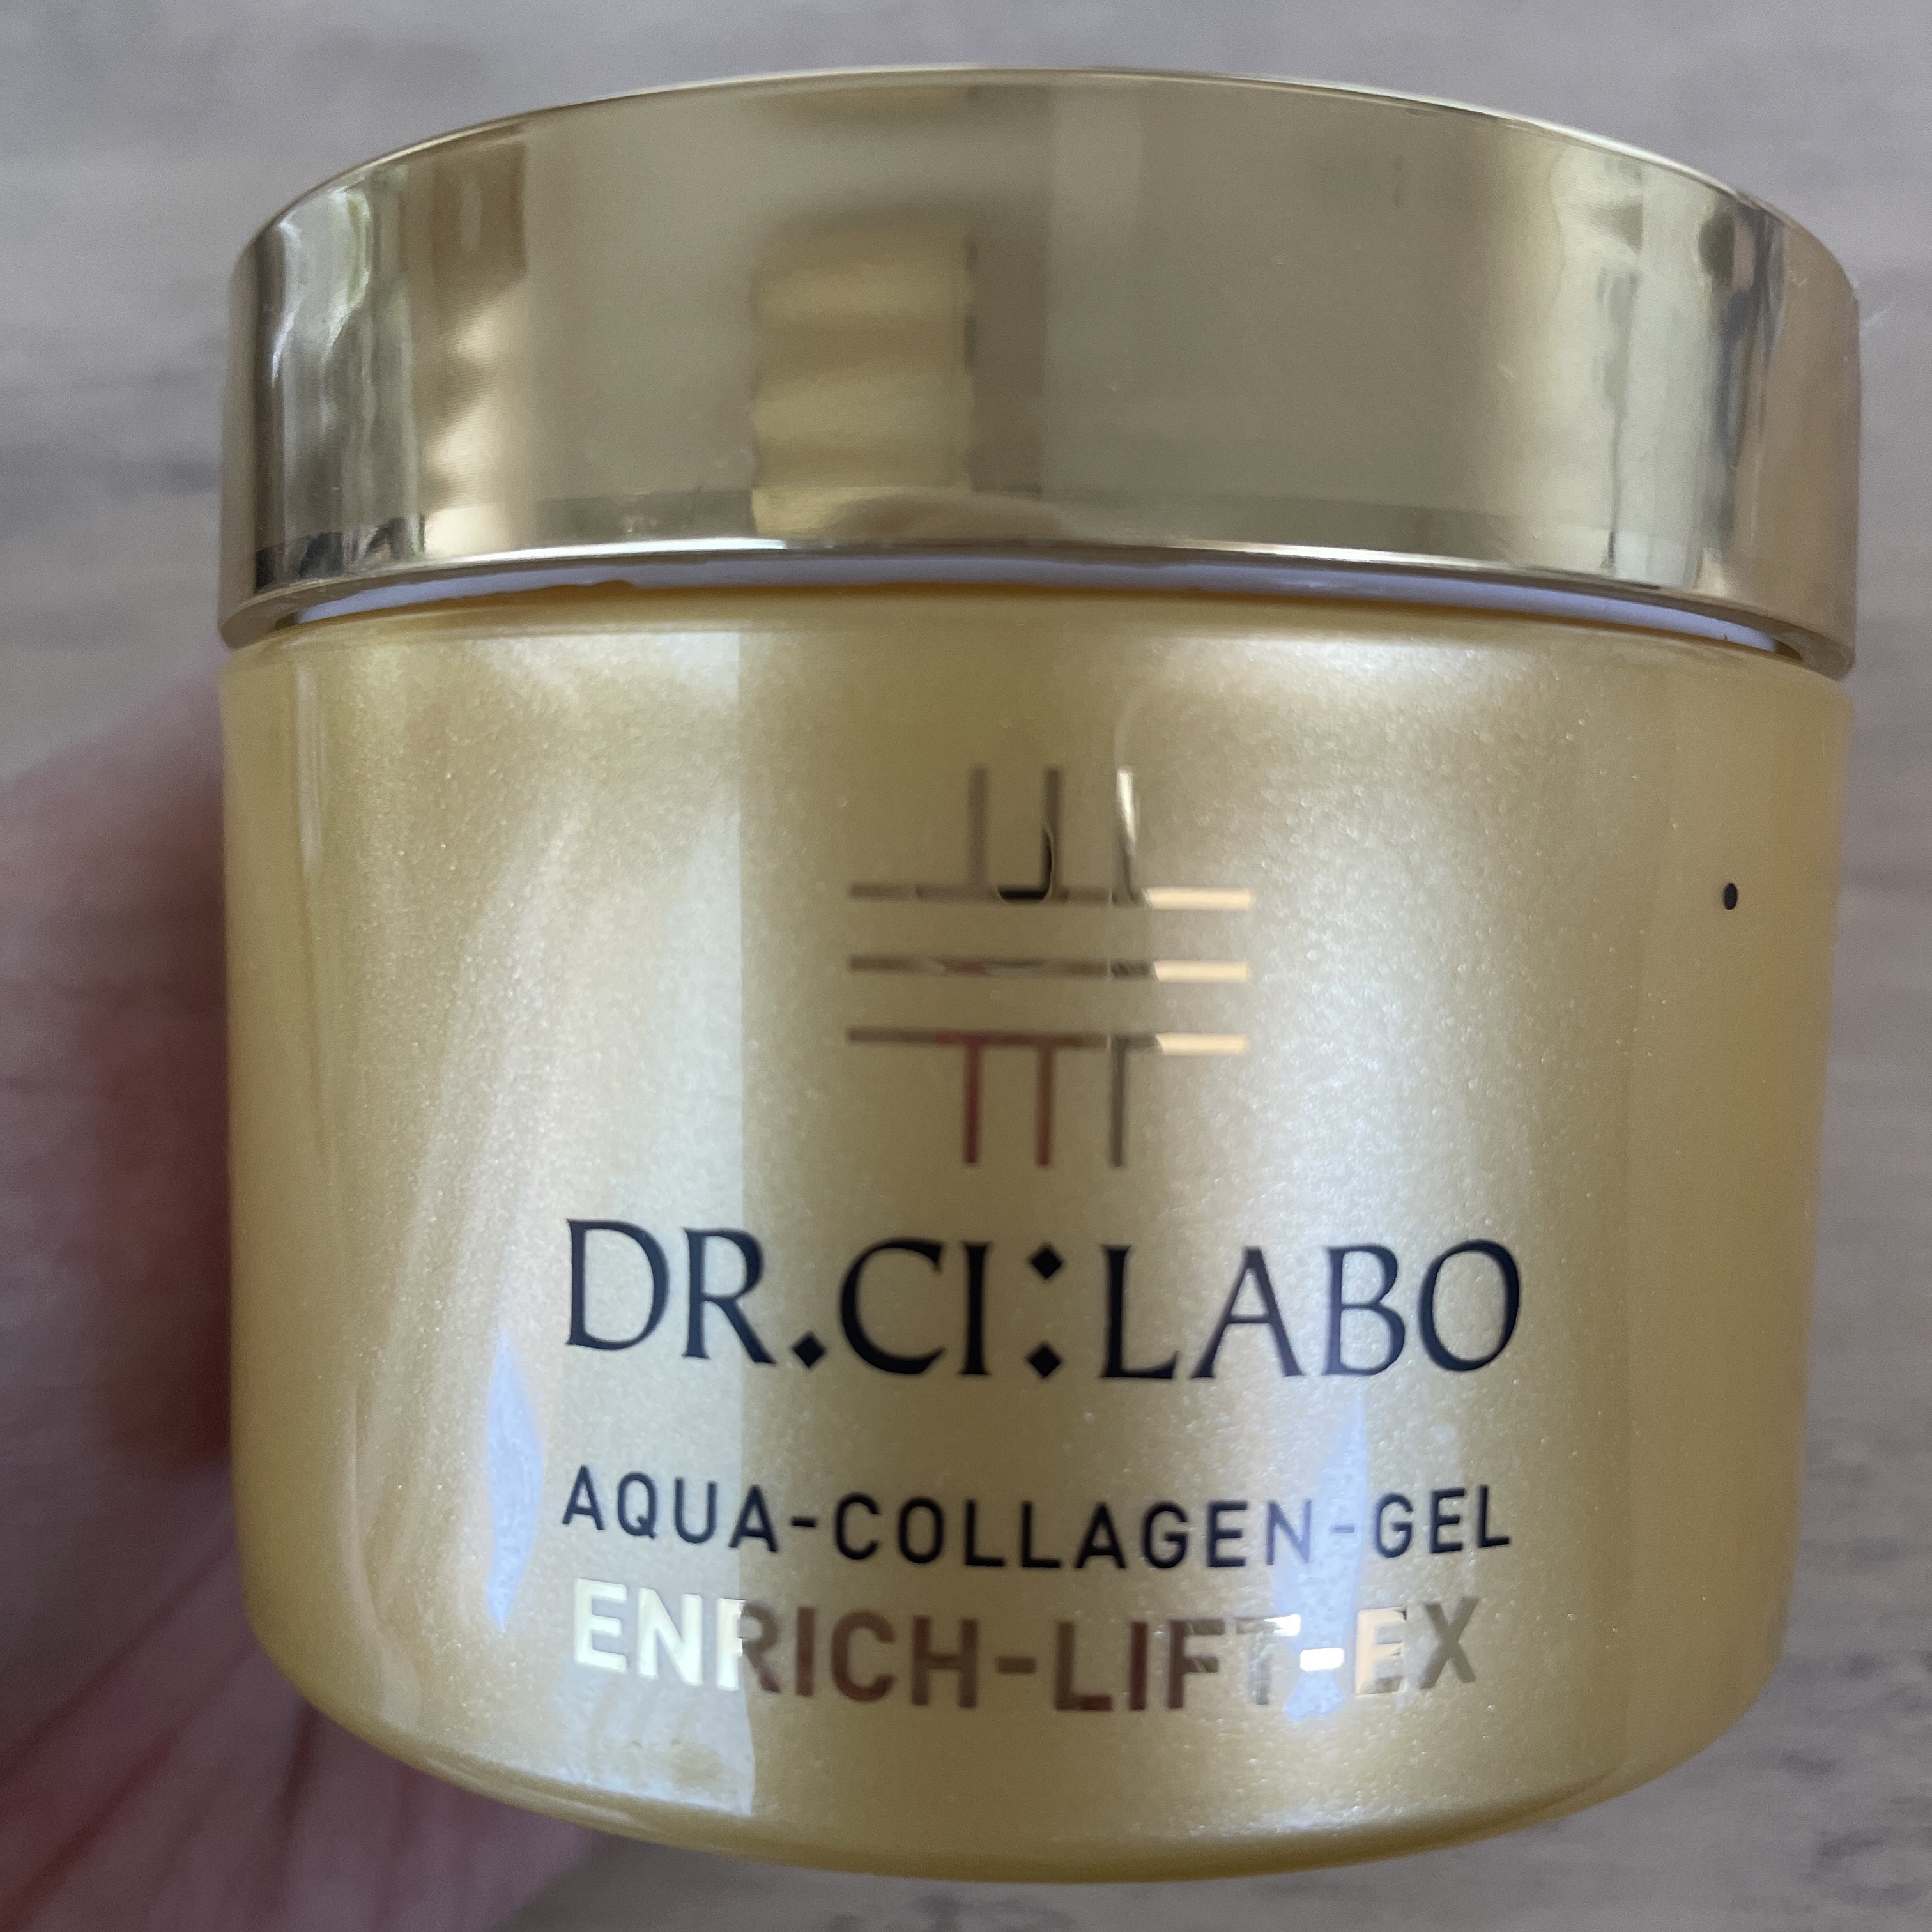 DR.CI:LABO
AQUA-COLLAGEN-GEL
ENRICH-LIFT-EX